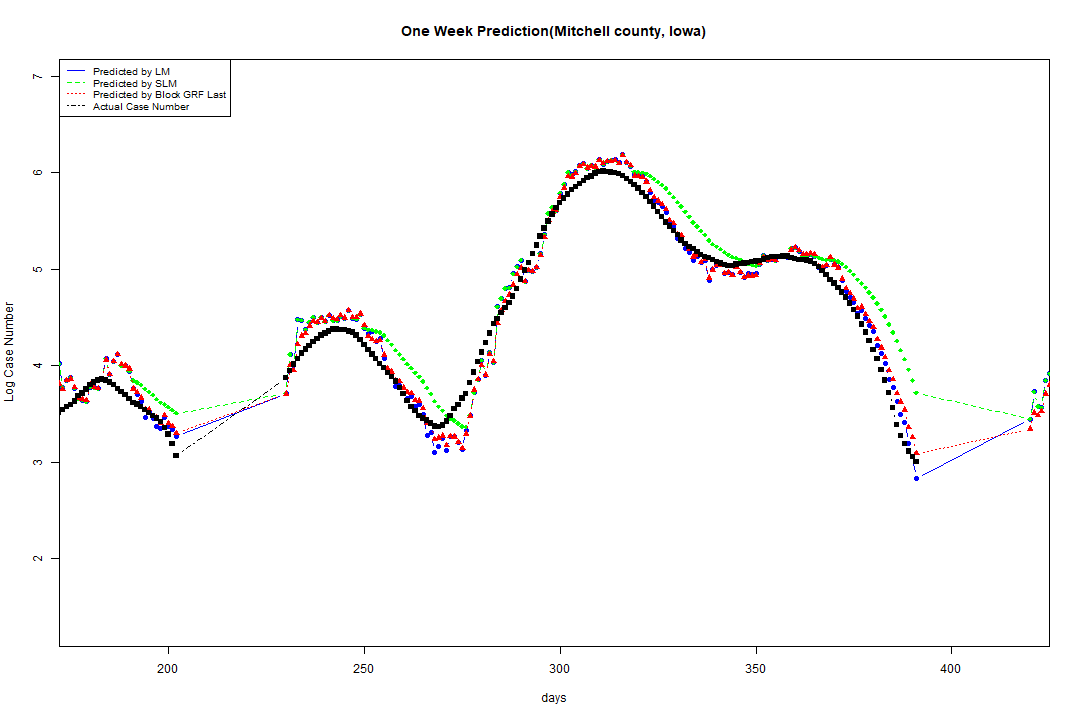 One Week Prediction(Mitchell county, Iowa)
Predicted by LM
Predicted by SLM
Predicted by Block GRF Last
Actual Case Number
7
6
5
4
3
2
Log Case Number
200 250 300 350 400
days